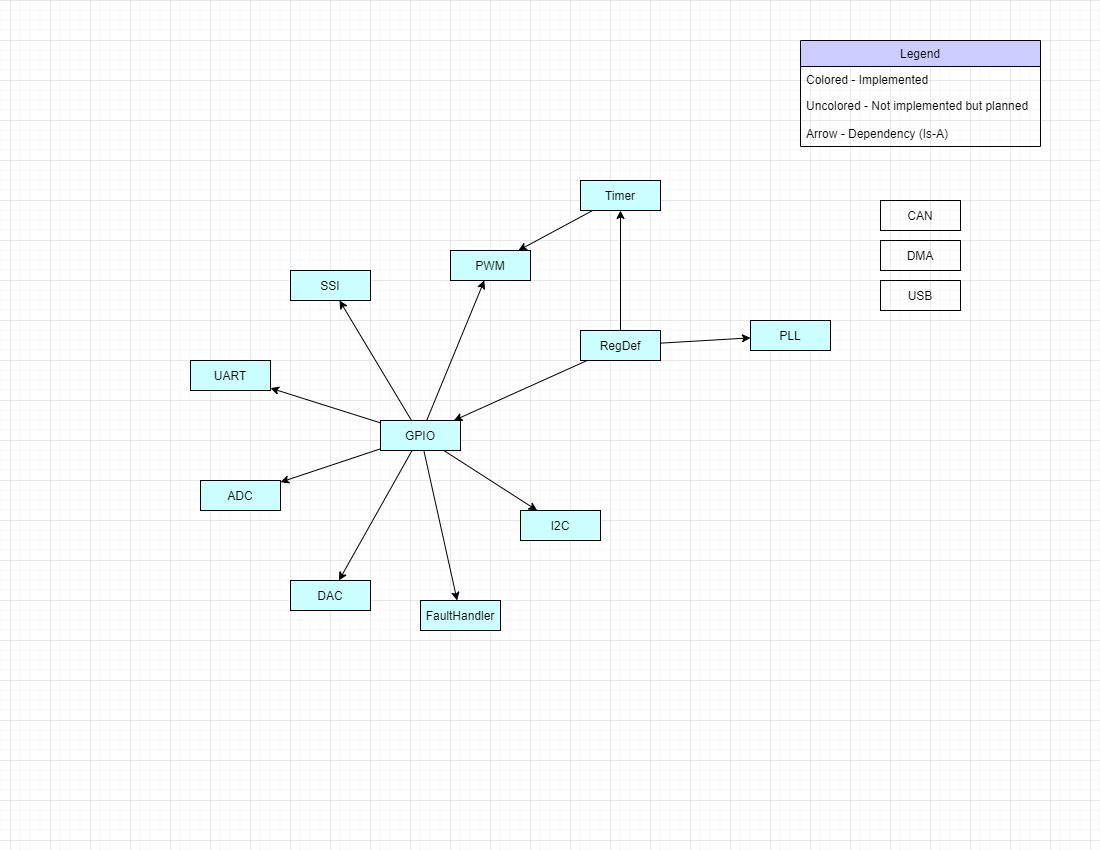 Legend
Colored - Implemented
Uncolored - Not implemented but planned
Arrow - Dependency (Is-A)
Timer
CAN
DMA
PWM
SSI
USB
PLL
RegDef
UART
GPIO
ADC
I2C
DAC
FaultHandler